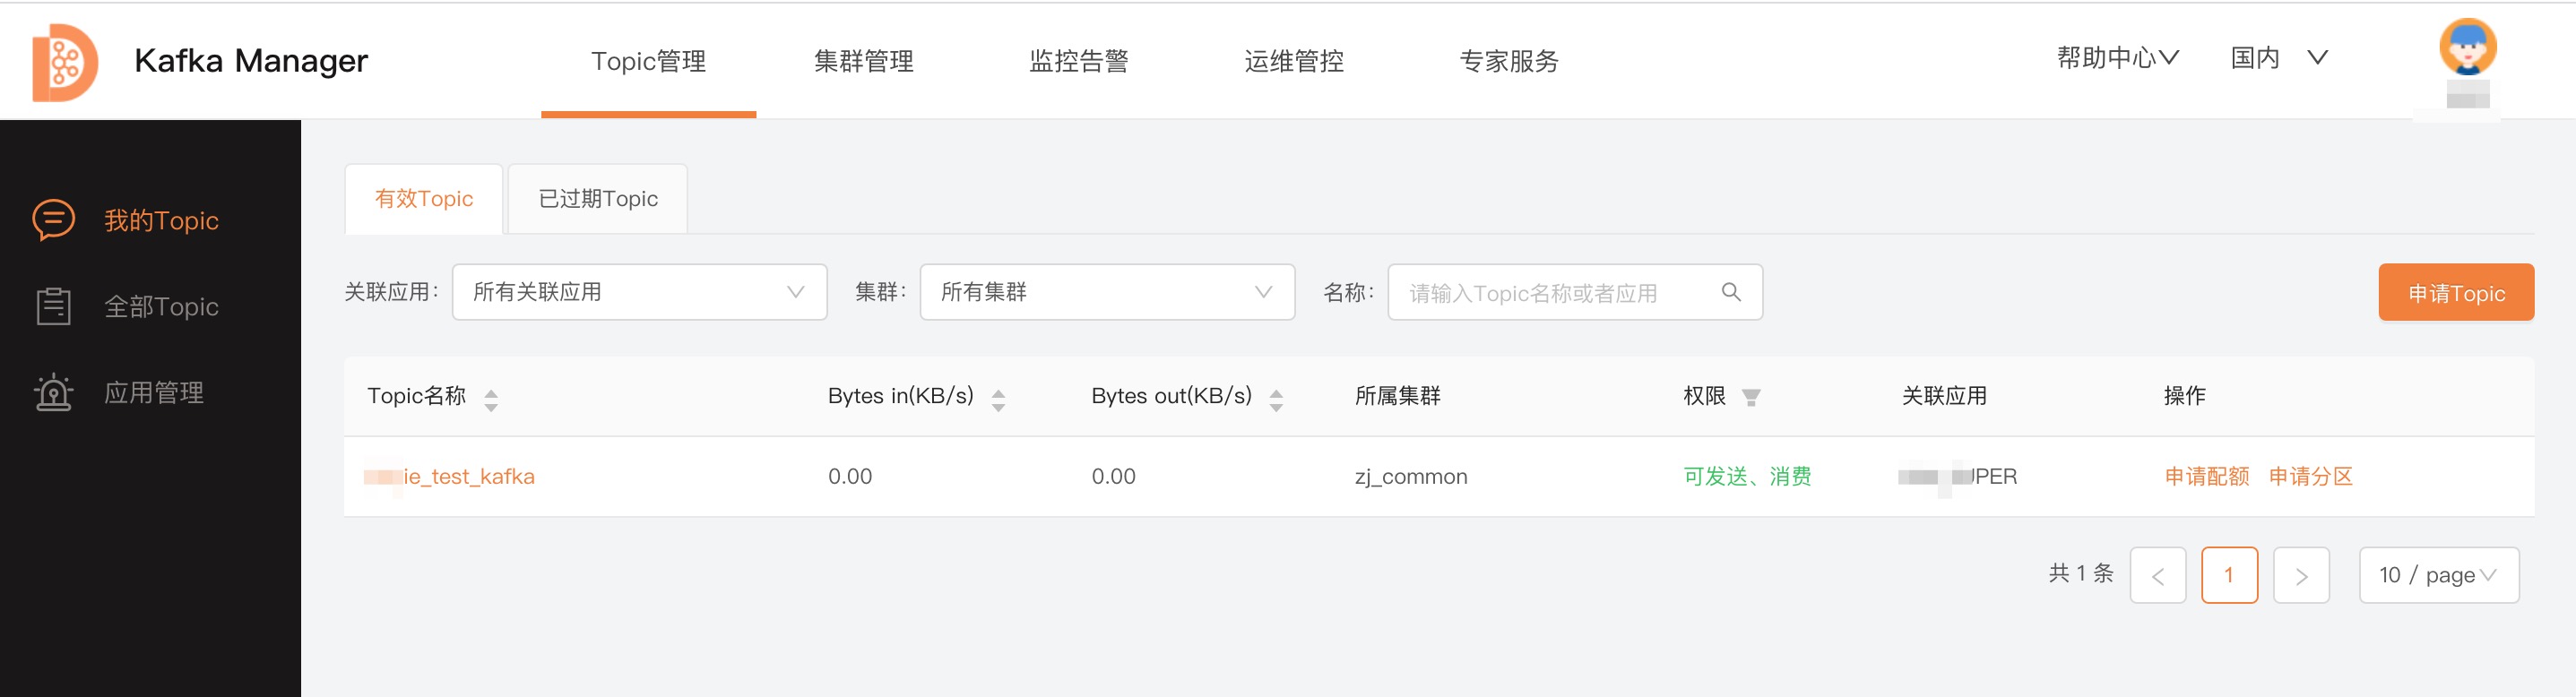 Kafka Manager
Topic管理
集群管理
监控告警
运维管控
专家服务
帮助中心
国内
我的Topic
全部Topic
应用管理
有效Topic
已过期Topic
关联应用: 所有关联应用
集群: 所有集群
名称: 请输入Topic名称或者应用
申请Topic
Topic名称 Bytes in(KB/s) Bytes out(KB/s) 所属集群 权限 关联应用 操作
ie_test_kafka 0.00 0.00 zj_common 可发送、消费 PER 申请配额 申请分区
共 1 条 < 1 > 10 / page